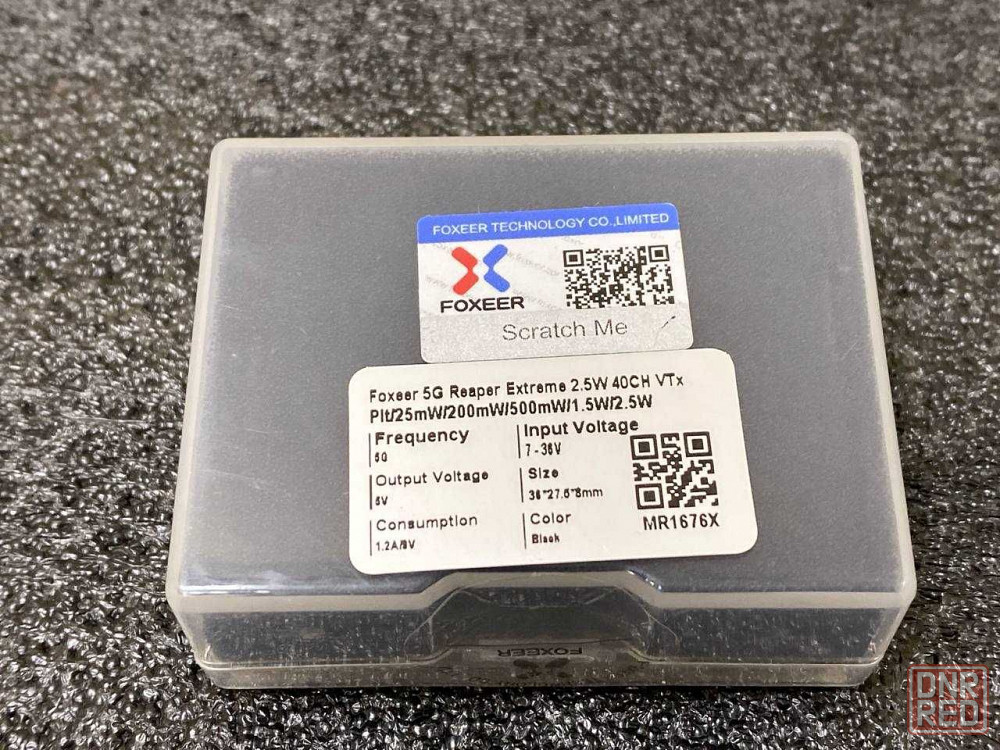 FOXEER TECHNOLOGY CO.,LIMITED
FOXEER
Scratch Me
Foxeer 5G Reaper Extreme 2.5W 40CH VTx
Pit/25mW/200mW/500mW/1.5W/2.5W
Frequency
5G
Input Voltage
7-36V
Output Voltage
5V
Size
36*27.5*8mm
Consumption
1.2A/8V
Color
Black
MR1676X
FOXEER
DNR
RED